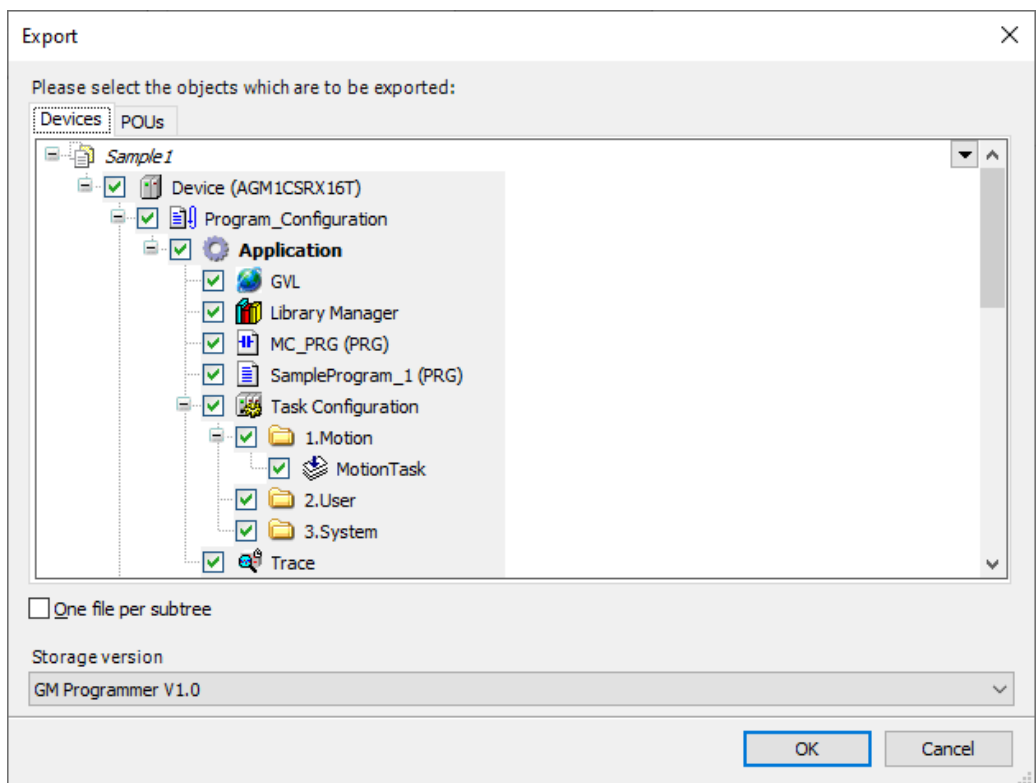 Export
Please select the objects which are to be exported:
Devices POUs
Sample1
Device (AGM1CSRX16T)
Program_Configuration
Application
GVL
Library Manager
MC_PRG (PRG)
SampleProgram_1 (PRG)
Task Configuration
1.Motion
MotionTask
2.User
3.System
Trace
One file per subtree
Storage version
GM Programmer V1.0
OK Cancel